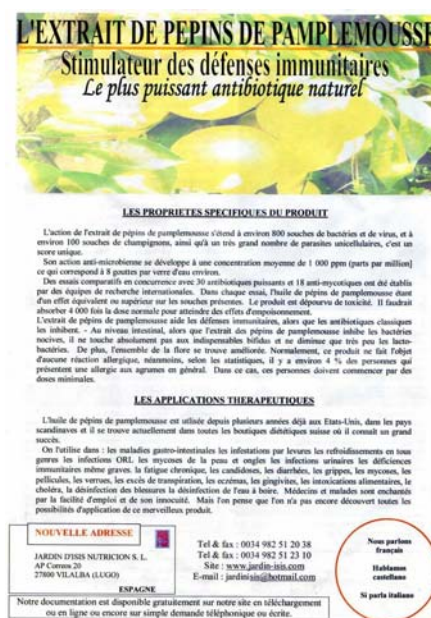 L'EXTRAIT DE PEPINS DE PAMPLEMOUSSE
Stimulateur des défenses immunitaires
Le plus puissant antibiotique naturel
LES PROPRIETES SPECIFIQUES DU PRODUIT
L'action de l'extrait de pépins de pamplemousse s'étend à environ 800 souches de bactéries et de virus, et à
environ 100 souches de champignons, ainsi qu'à un très grand nombre de parasites unicellulaires, c'est un
score unique.
Son action anti-microbienne se développe à une concentration moyenne de 1 000 ppm (parts par million)
ce qui correspond à 8 gouttes par verre d'eau environ.
Des essais comparatifs en concurrence avec 30 antibiotiques puissants et 18 anti-mycotiques ont été établis
par des équipes de recherche internationales. Dans chaque essai, l'huile de pépins de pamplemousse étant
d'un effet équivalent ou supérieur sur les souches présentes. Le produit est dépourvu de toxicité. Il faudrait
absorber 4 000 fois la dose normale pour atteindre des effets d'empoisonnement.
L'extrait de pépins de pamplemousse aide les défenses immunitaires, alors que les antibiotiques classiques
les inhibent. - Au niveau intestinal, alors que l'extrait des pépins de pamplemousse inhibe les bactéries
nocives, il ne touche absolument pas aux indispensables bifidus et ne diminue que très peu les lacto-
bactéries. De plus, l'ensemble de la flore se trouve améliorée. Normalement, ce produit ne fait l'objet
d'aucune réaction allergique, néanmoins, selon les statistiques, il y a environ 4 % des personnes qui
présentent une allergie aux agrumes en général. Dans ce cas, ces personnes doivent commencer par des
doses minimales.
LES APPLICATIONS THERAPEUTIQUES
L'huile de pépins de pamplemousse est utilisée depuis plusieurs années déjà aux Etats-Unis, dans les pays
scandinaves et il se trouve actuellement dans toutes les boutiques diététiques suisse où il connaît un grand
succès.
On l'utilise dans : les maladies gastro-intestinales les infestations par levures les refroidissements en tous
genres les infections ORL les mycoses de la peau et ongles les infections urinaires les déficiences
immunitaires même graves. la fatigue chronique, les candidoses, les diarrhées, les grippes, les mycoses, les
pellicules, les verrues, les excès de transpiration, les eczémas, les gingivites, les intoxications alimentaires, le
choléra, la désinfection des blessures la désinfection de l'eau à boire. Médecins et malades sont enchantés
par la facilité d'emploi et de son innocuité. Mais l'on pense que l'on n'a pas encore découvert toutes les
possibilités d'application de ce merveilleux produit.
NOUVELLE ADRESSE
JARDIN D'ISIS NUTRICION S. L.
AP Correos 20
27800 VILALBA (LUGO)
ESPAGNE
Tel & fax : 0034 982 51 20 38
Tel & fax : 0034 982 51 23 10
Site : www.jardin-isis.com
E-mail : jardinisis@hotmail.com
Nous parlons
français
Hablamos
castellano
Si parla italiano
Notre documentation est disponible gratuitement sur notre site en téléchargement
ou en ligne ou encore sur simple demande téléphonique ou écrite.